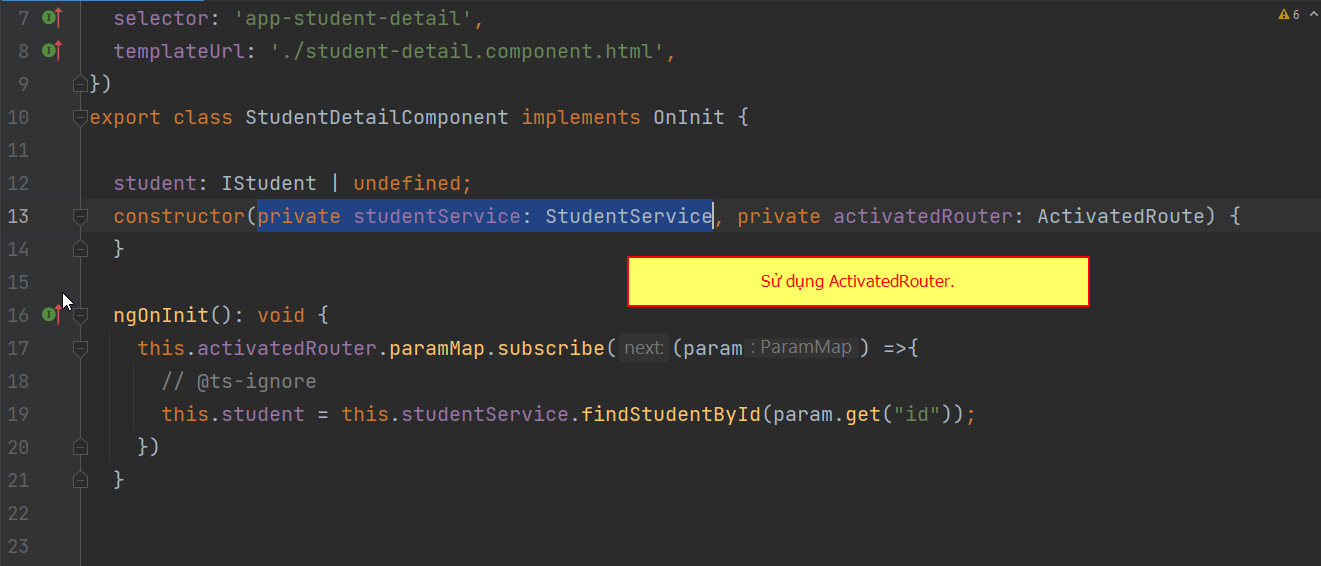 7 selector: 'app-student-detail',
6
8 templateUrl: './student-detail.component.html',
9 })
10 export class StudentDetailComponent implements OnInit {
11
12 student: IStudent | undefined;
13 constructor(private studentService: StudentService, private activatedRouter: ActivatedRoute) {
14 }
Sử dụng ActivatedRouter.
15
16 ngOnInit(): void {
17 this.activatedRouter.paramMap.subscribe( next: (param : ParamMap ) =>{
18 // @ts-ignore
19 this.student = this.studentService.findStudentById(param.get("id"));
20 })
21 }
22
23